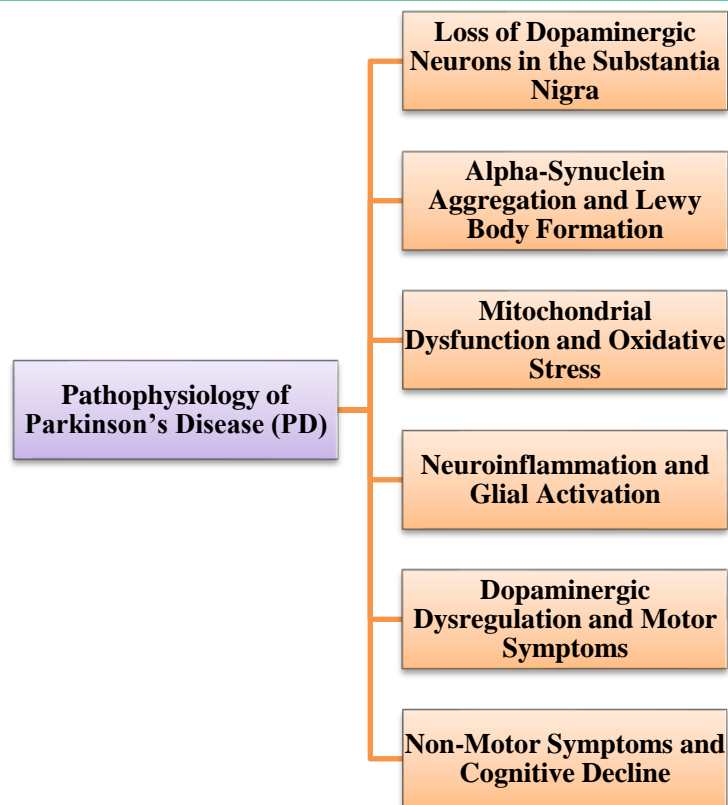 Loss of Dopaminergic
Neurons in the Substantia
Nigra
Alpha-Synuclein
Aggregation and Lewy
Body Formation
Mitochondrial
Dysfunction and Oxidative
Stress
Pathophysiology of
Parkinson’s Disease (PD)
Neuroinflammation and
Glial Activation
Dopaminergic
Dysregulation and Motor
Symptoms
Non-Motor Symptoms and
Cognitive Decline